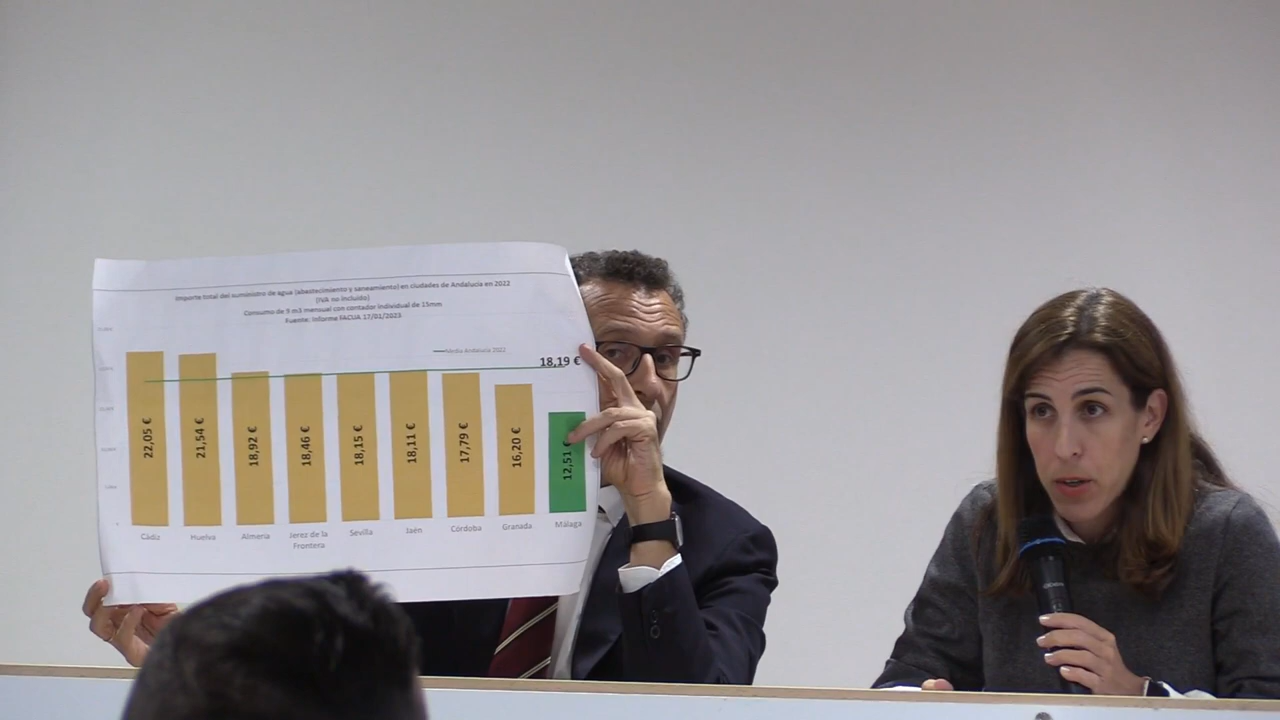 Importe total del suministro de agua (abastecimiento y saneamiento) en ciudades de Andalucía en 2022
(IVA no incluido)
Consumo de 9 m3 mensual con contador individual de 15mm
Fuente: Informe FACUA 17/01/2023
Media Andalucía 2022
18,19 €
22,05 €
21,54 €
18,92 €
18,46 €
18,15 €
18,11 €
17,79 €
16,20 €
12,51 €
Cádiz
Huelva
Almería
Jerez de la
Frontera
Sevilla
Jaén
Córdoba
Granada
Málaga